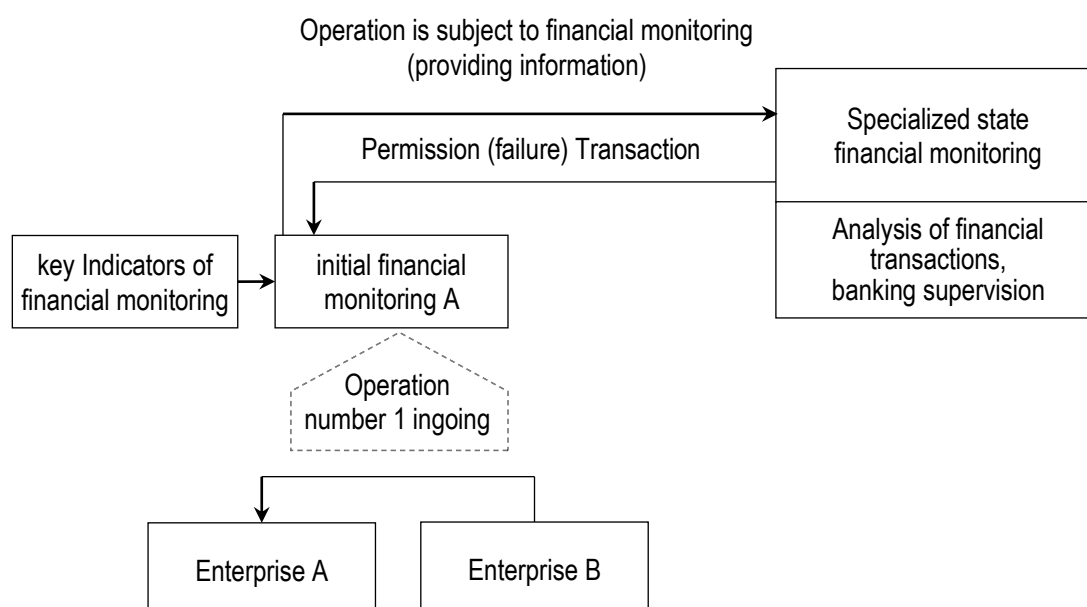 Operation is subject to financial monitoring
(providing information)
Specialized state
financial monitoring
Permission (failure) Transaction
Analysis of financial
transactions,
banking supervision
key Indicators of
financial monitoring
initial financial
monitoring A
Operation
number 1 ingoing
Enterprise A
Enterprise B